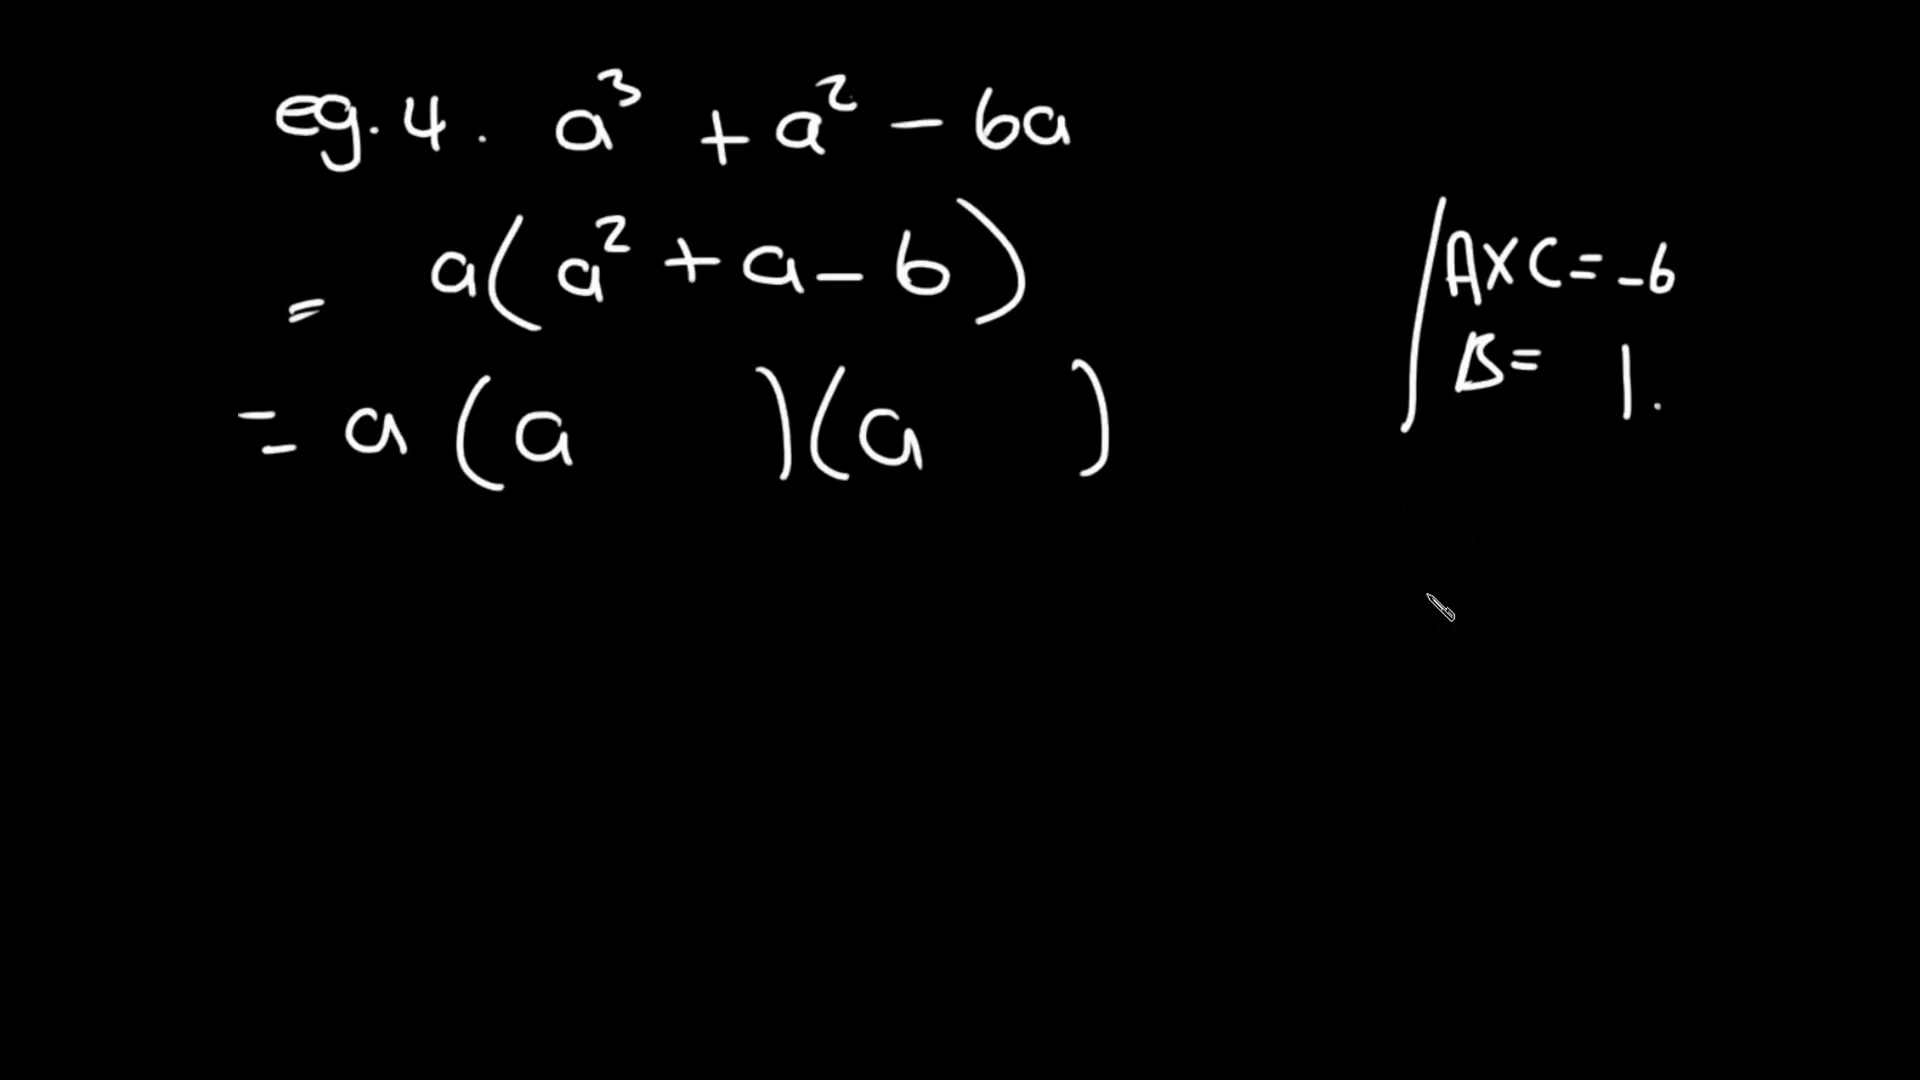 eg. 4. a³ + a² - 6a
= a(a² + a - 6)
= a (a )(a )
A×C = -6
B = 1.